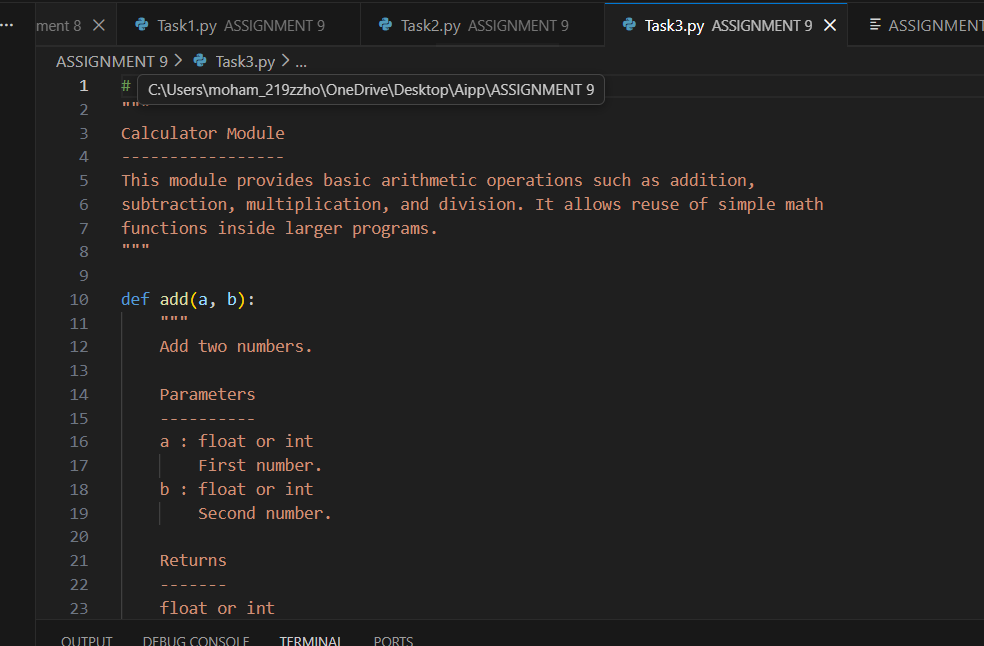 ... ment 8 Task1.py ASSIGNMENT 9 Task2.py ASSIGNMENT 9 Task3.py ASSIGNMENT 9 ASSIGNMENT
ASSIGNMENT 9 > Task3.py > ...
1 #
C:\Users\moham_219zzho\OneDrive\Desktop\Aipp\ASSIGNMENT 9
2 """
3 Calculator Module
4 -----------------
5 This module provides basic arithmetic operations such as addition,
6 subtraction, multiplication, and division. It allows reuse of simple math
7 functions inside larger programs.
8 """
9
10 def add(a, b):
11 """
12 Add two numbers.
13
14 Parameters
15 ----------
16 a : float or int
17 First number.
18 b : float or int
19 Second number.
20
21 Returns
22 -------
23 float or int
OUTPUT DEBUG CONSOLE TERMINAL PORTS